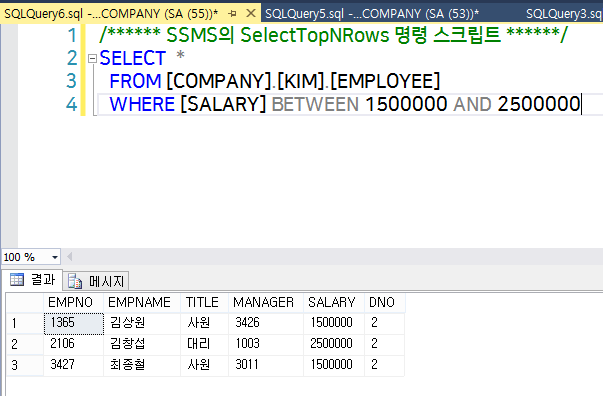 SQLQuery6.sql -...COMPANY (SA (55))* SQLQuery5.sql -...COMPANY (SA (53))* SQLQuery3.s
1 /****** SSMS의 SelectTopNRows 명령 스크립트 ******/
2 SELECT *
3 FROM [COMPANY].[KIM].[EMPLOYEE]
4 WHERE [SALARY] BETWEEN 1500000 AND 2500000
100 %
결과 메시지
EMPNO EMPNAME TITLE MANAGER SALARY DNO
1 1365 김상원 사원 3426 1500000 2
2 2106 김창섭 대리 1003 2500000 2
3 3427 최종철 사원 3011 1500000 2